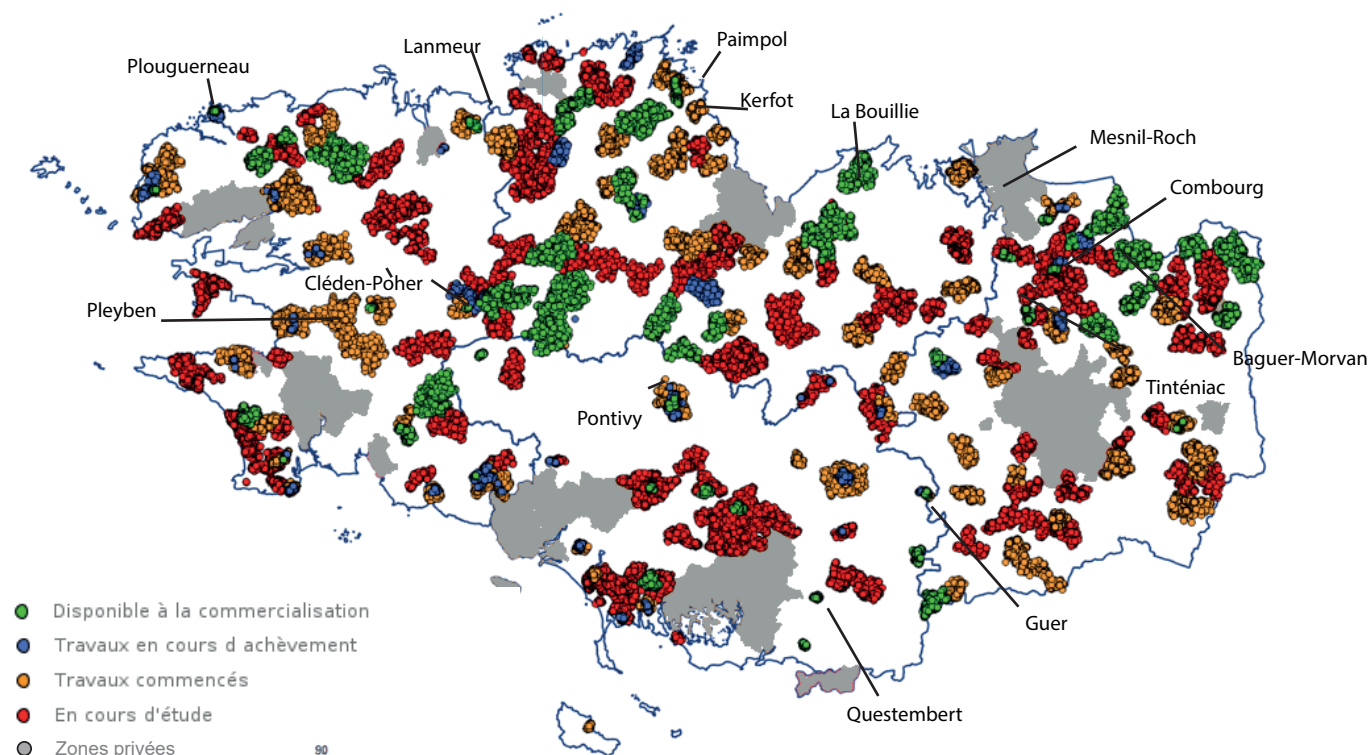 Paimpol
Lanmeur
Plouguerneau
Kerfot
La Bouillie
Mesnil-Roch
Combourg
Cléden-Poher
Pleyben
Baguer-Morvan
Tinténiac
Pontivy
Guer
Questembert
Disponible à la commercialisation
Travaux en cours d achèvement
Travaux commencés
En cours d'étude
Zones privées
90